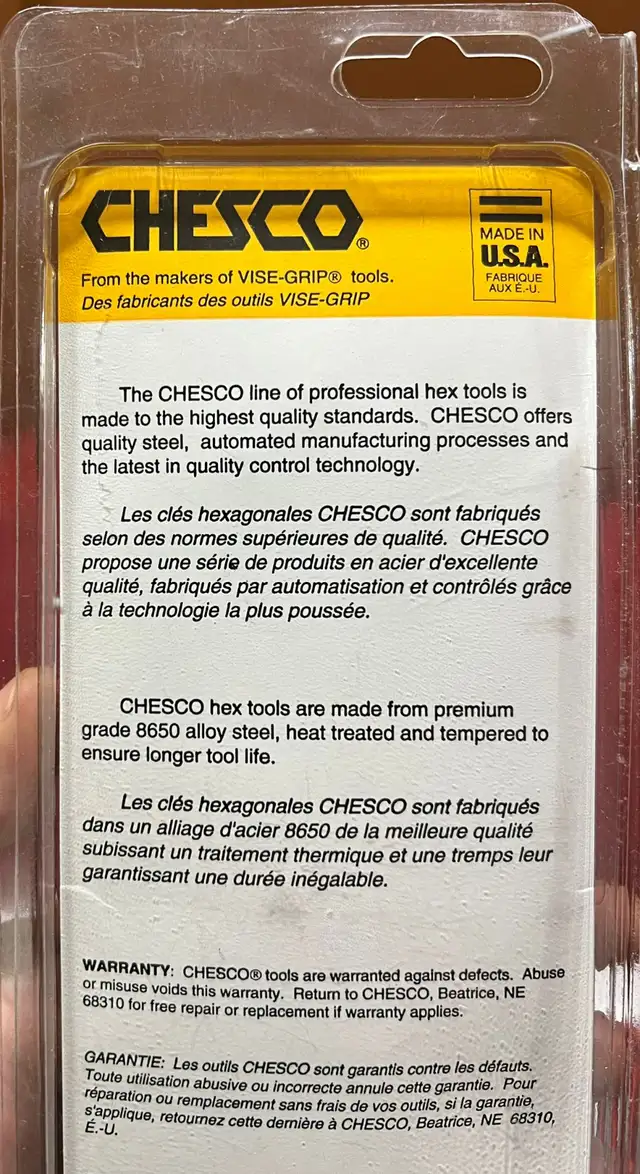 CHESCO®
MADE IN
U.S.A.
FABRIQUE
AUX É.-U.
From the makers of VISE-GRIP® tools.
Des fabricants des outils VISE-GRIP
The CHESCO line of professional hex tools is
made to the highest quality standards. CHESCO offers
quality steel, automated manufacturing processes and
the latest in quality control technology.
Les clés hexagonales CHESCO sont fabriqués
selon des normes supérieures de qualité. CHESCO
propose une série de produits en acier d'excellente
qualité, fabriqués par automatisation et contrôlés grâce
à la technologie la plus poussée.
CHESCO hex tools are made from premium
grade 8650 alloy steel, heat treated and tempered to
ensure longer tool life.
Les clés hexagonales CHESCO sont fabriqués
dans un alliage d'acier 8650 de la meilleure qualité
subissant un traitement thermique et une tremps leur
garantissant une durée inégalable.
WARRANTY: CHESCO® tools are warranted against defects. Abuse
or misuse voids this warranty. Return to CHESCO, Beatrice, NE
68310 for free repair or replacement if warranty applies.
GARANTIE: Les outils CHESCO sont garantis contre les défauts.
Toute utilisation abusive ou incorrecte annule cette garantie. Pour
réparation ou remplacement sans frais de vos outils, si la garantie,
s'applique, retournez cette dernière à CHESCO, Beatrice, NE 68310,
É.-U.